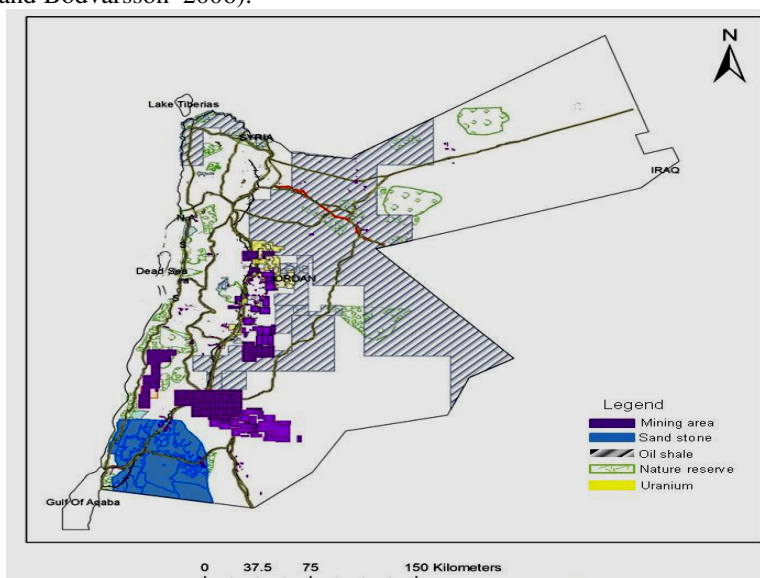 and Bodvarsson 2006).
N
Lake Tiberias
SYRIA
IRAQ
Dead Sea
ORDAN
Gulf Of Aqaba
Legend
Mining area
Sand stone
Oil shale
Nature reserve
Uranium
0 37.5 75 150 Kilometers